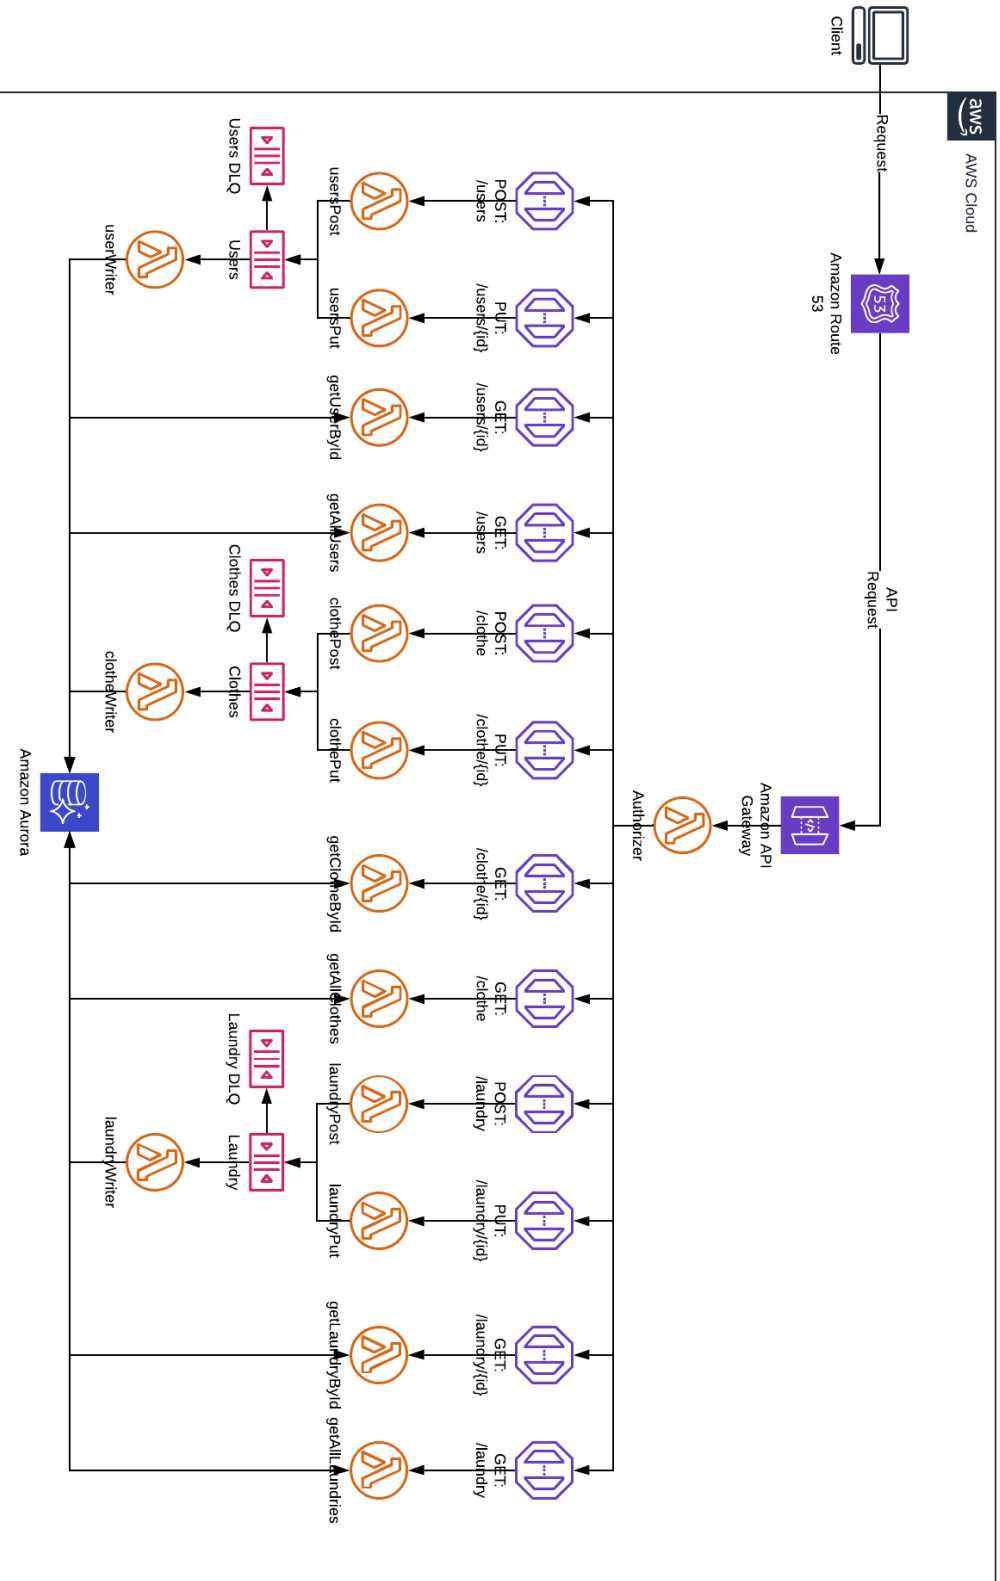 Client
aws
AWS Cloud
Request
Amazon Route
53
API
Request
Amazon API
Gateway
Authorizer
POST:
/users
PUT:
/users/{id}
GET:
/users/{id}
GET:
/users
POST:
/clothe
PUT:
/clothe/{id}
GET:
/clothe/{id}
GET:
/clothe
POST:
/laundry
PUT:
/laundry/{id}
GET:
/laundry/{id}
GET:
/laundry
usersPost
usersPut
getUserById
getAllUsers
clothePost
clothePut
getClotheById
getAllClothes
laundryPost
laundryPut
getLaundryById
getAllLaundries
Users DLQ
Users
Clothes DLQ
Clothes
Laundry DLQ
Laundry
userWriter
clotheWriter
laundryWriter
Amazon Aurora
53